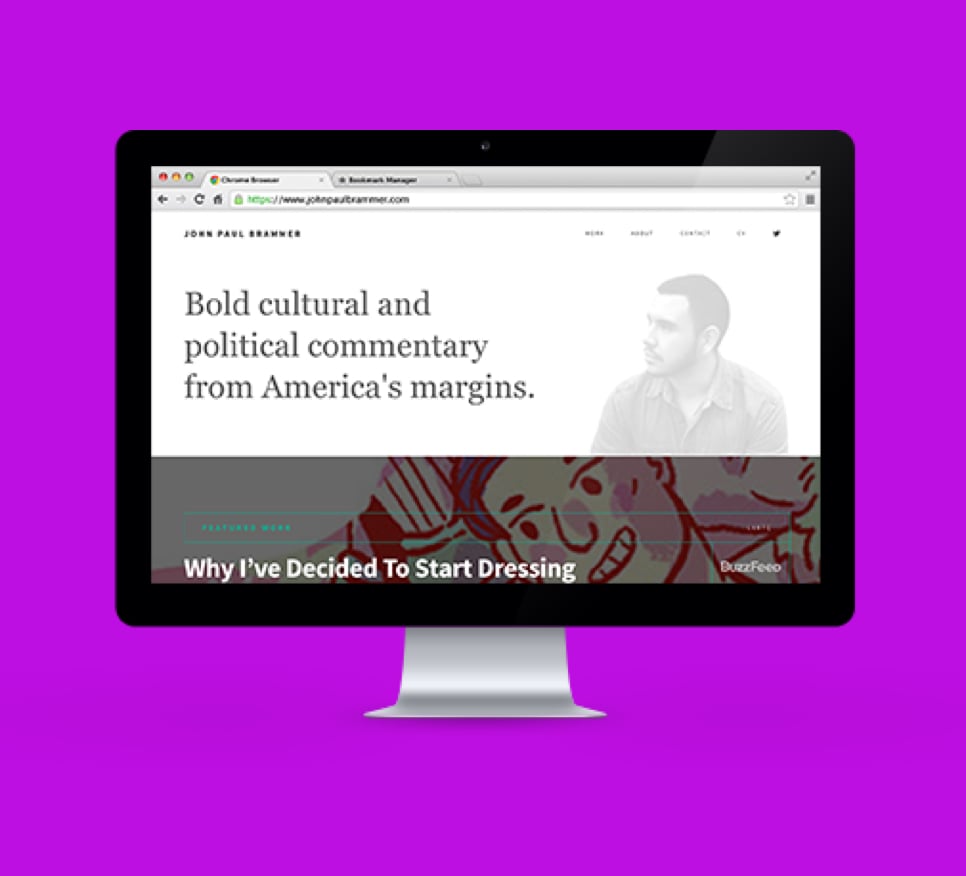 Chrome Browser
Bookmark Manager
https://www.johnpaulbrammer.com
JOHN PAUL BRAMMER
WORK ABOUT CONTACT CV
Bold cultural and
political commentary
from America's margins.
FEATURED WORK
Why I've Decided To Start Dressing
BuzzFeed